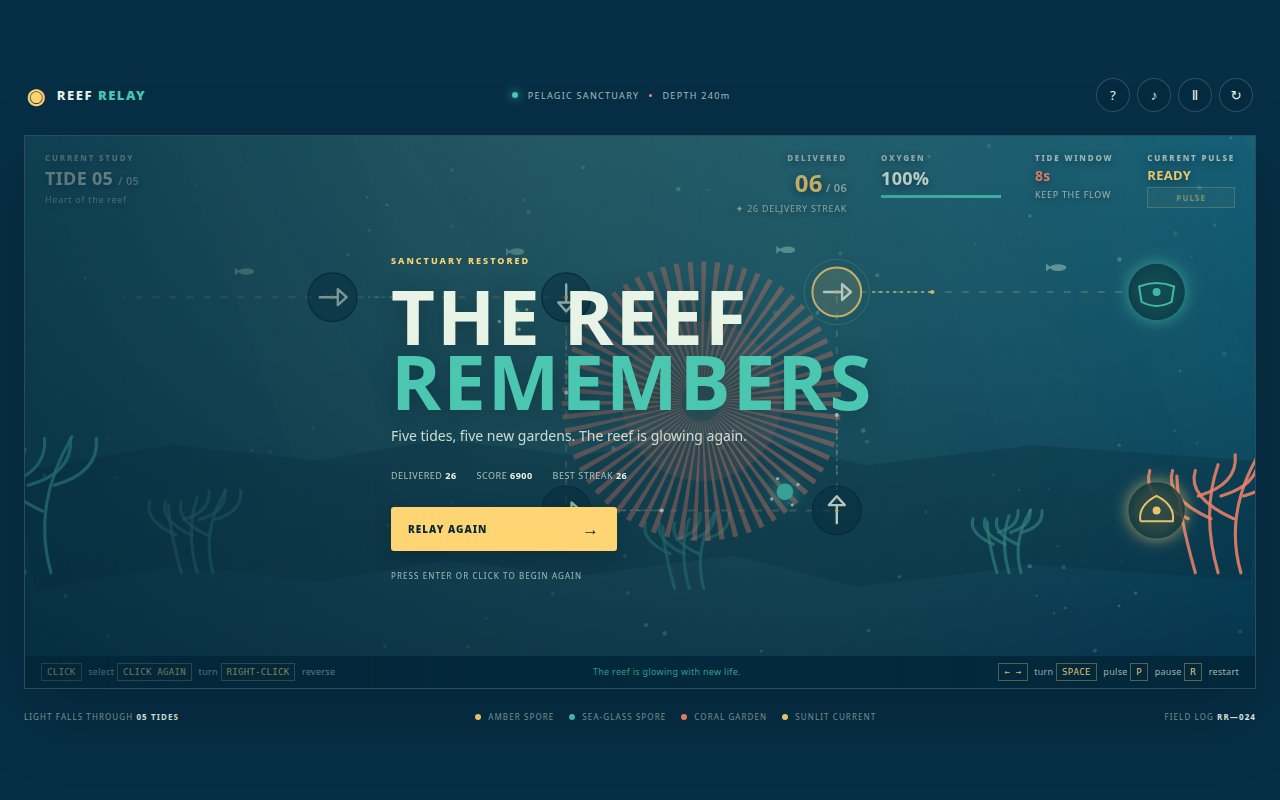 REEF RELAY
PELAGIC SANCTUARY • DEPTH 240m
?
CURRENT STUDY
TIDE 05 / 05
Heart of the reef
DELIVERED
06 / 06
✦ 26 DELIVERY STREAK
OXYGEN
100%
TIDE WINDOW
8s
KEEP THE FLOW
CURRENT PULSE
READY
PULSE
SANCTUARY RESTORED
THE REEF
REMEMBERS
Five tides, five new gardens. The reef is glowing again.
DELIVERED 26 SCORE 6900 BEST STREAK 26
RELAY AGAIN →
PRESS ENTER OR CLICK TO BEGIN AGAIN
CLICK select CLICK AGAIN turn RIGHT-CLICK reverse
The reef is glowing with new life.
← → turn SPACE pulse P pause R restart
LIGHT FALLS THROUGH 05 TIDES
AMBER SPORE SEA-GLASS SPORE CORAL GARDEN SUNLIT CURRENT
FIELD LOG RR—024